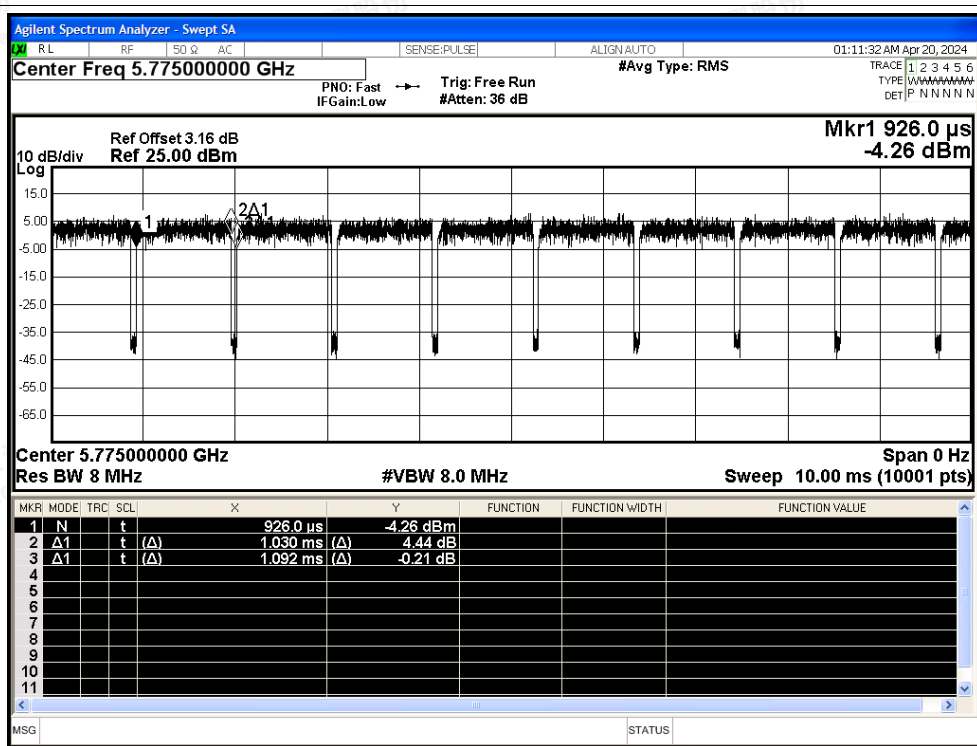 Agilent Spectrum Analyzer - Swept SA
LXI RL RF 50 Ω AC SENSE:PULSE ALIGN AUTO 01:11:32 AM Apr 20, 2024
Center Freq 5.775000000 GHz #Avg Type: RMS TRACE 1 2 3 4 5 6
PNO: Fast Trig: Free Run TYPE
IFGain:Low #Atten: 36 dB DET P N N N N N
Mkr1 926.0 µs
Ref Offset 3.16 dB
10 dB/div Ref 25.00 dBm -4.26 dBm
Log
15.0
2Δ1
5.00 1
-5.00
-15.0
-25.0
-35.0
-45.0
-55.0
-65.0
Center 5.775000000 GHz Span 0 Hz
Res BW 8 MHz #VBW 8.0 MHz Sweep 10.00 ms (10001 pts)
MKR MODE TRC SCL X Y FUNCTION FUNCTION WIDTH FUNCTION VALUE
1 N t 926.0 µs -4.26 dBm
2 Δ1 t (Δ) 1.030 ms (Δ) 4.44 dB
3 Δ1 t (Δ) 1.092 ms (Δ) -0.21 dB
4
5
6
7
8
9
10
11
MSG STATUS